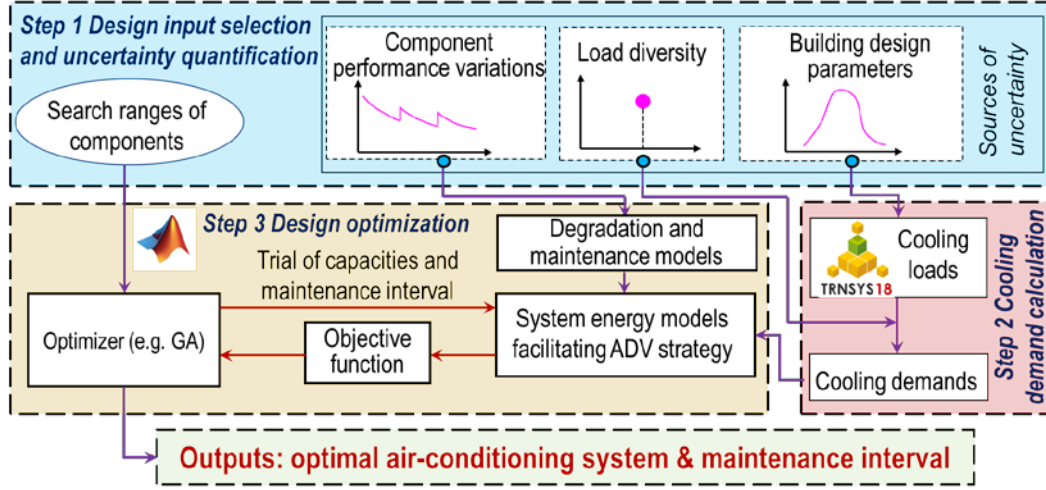 Step 1 Design input selection
and uncertainty quantification
Search ranges of
components
Component
performance variations
Load diversity
Building design
parameters
Sources of
uncertainty
Step 3 Design optimization
Trial of capacities and
maintenance interval
Degradation and
maintenance models
Optimizer (e.g. GA)
Objective
function
System energy models
facilitating ADV strategy
Cooling
loads
TRNSYS 18
Cooling demands
Step 2 Cooling
demand calculation
Outputs: optimal air-conditioning system & maintenance interval